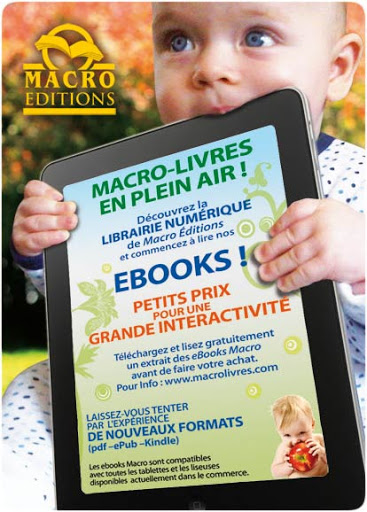 MACRO
EDITIONS
MACRO-LIVRES
EN PLEIN AIR !
Découvrez la
LIBRAIRIE NUMÉRIQUE
de Macro Éditions
et commencez à lire nos
EBOOKS !
PETITS PRIX
POUR UNE
GRANDE INTERACTIVITÉ
Téléchargez et lisez gratuitement
un extrait des eBooks Macro
avant de faire votre achat.
Pour Info : www.macrolivres.com
LAISSEZ-VOUS TENTER
PAR L'EXPÉRIENCE
DE NOUVEAUX FORMATS
(pdf –ePub –Kindle)
Les ebooks Macro sont compatibles
avec toutes les tablettes et les liseuses
disponibles actuellement dans le commerce.